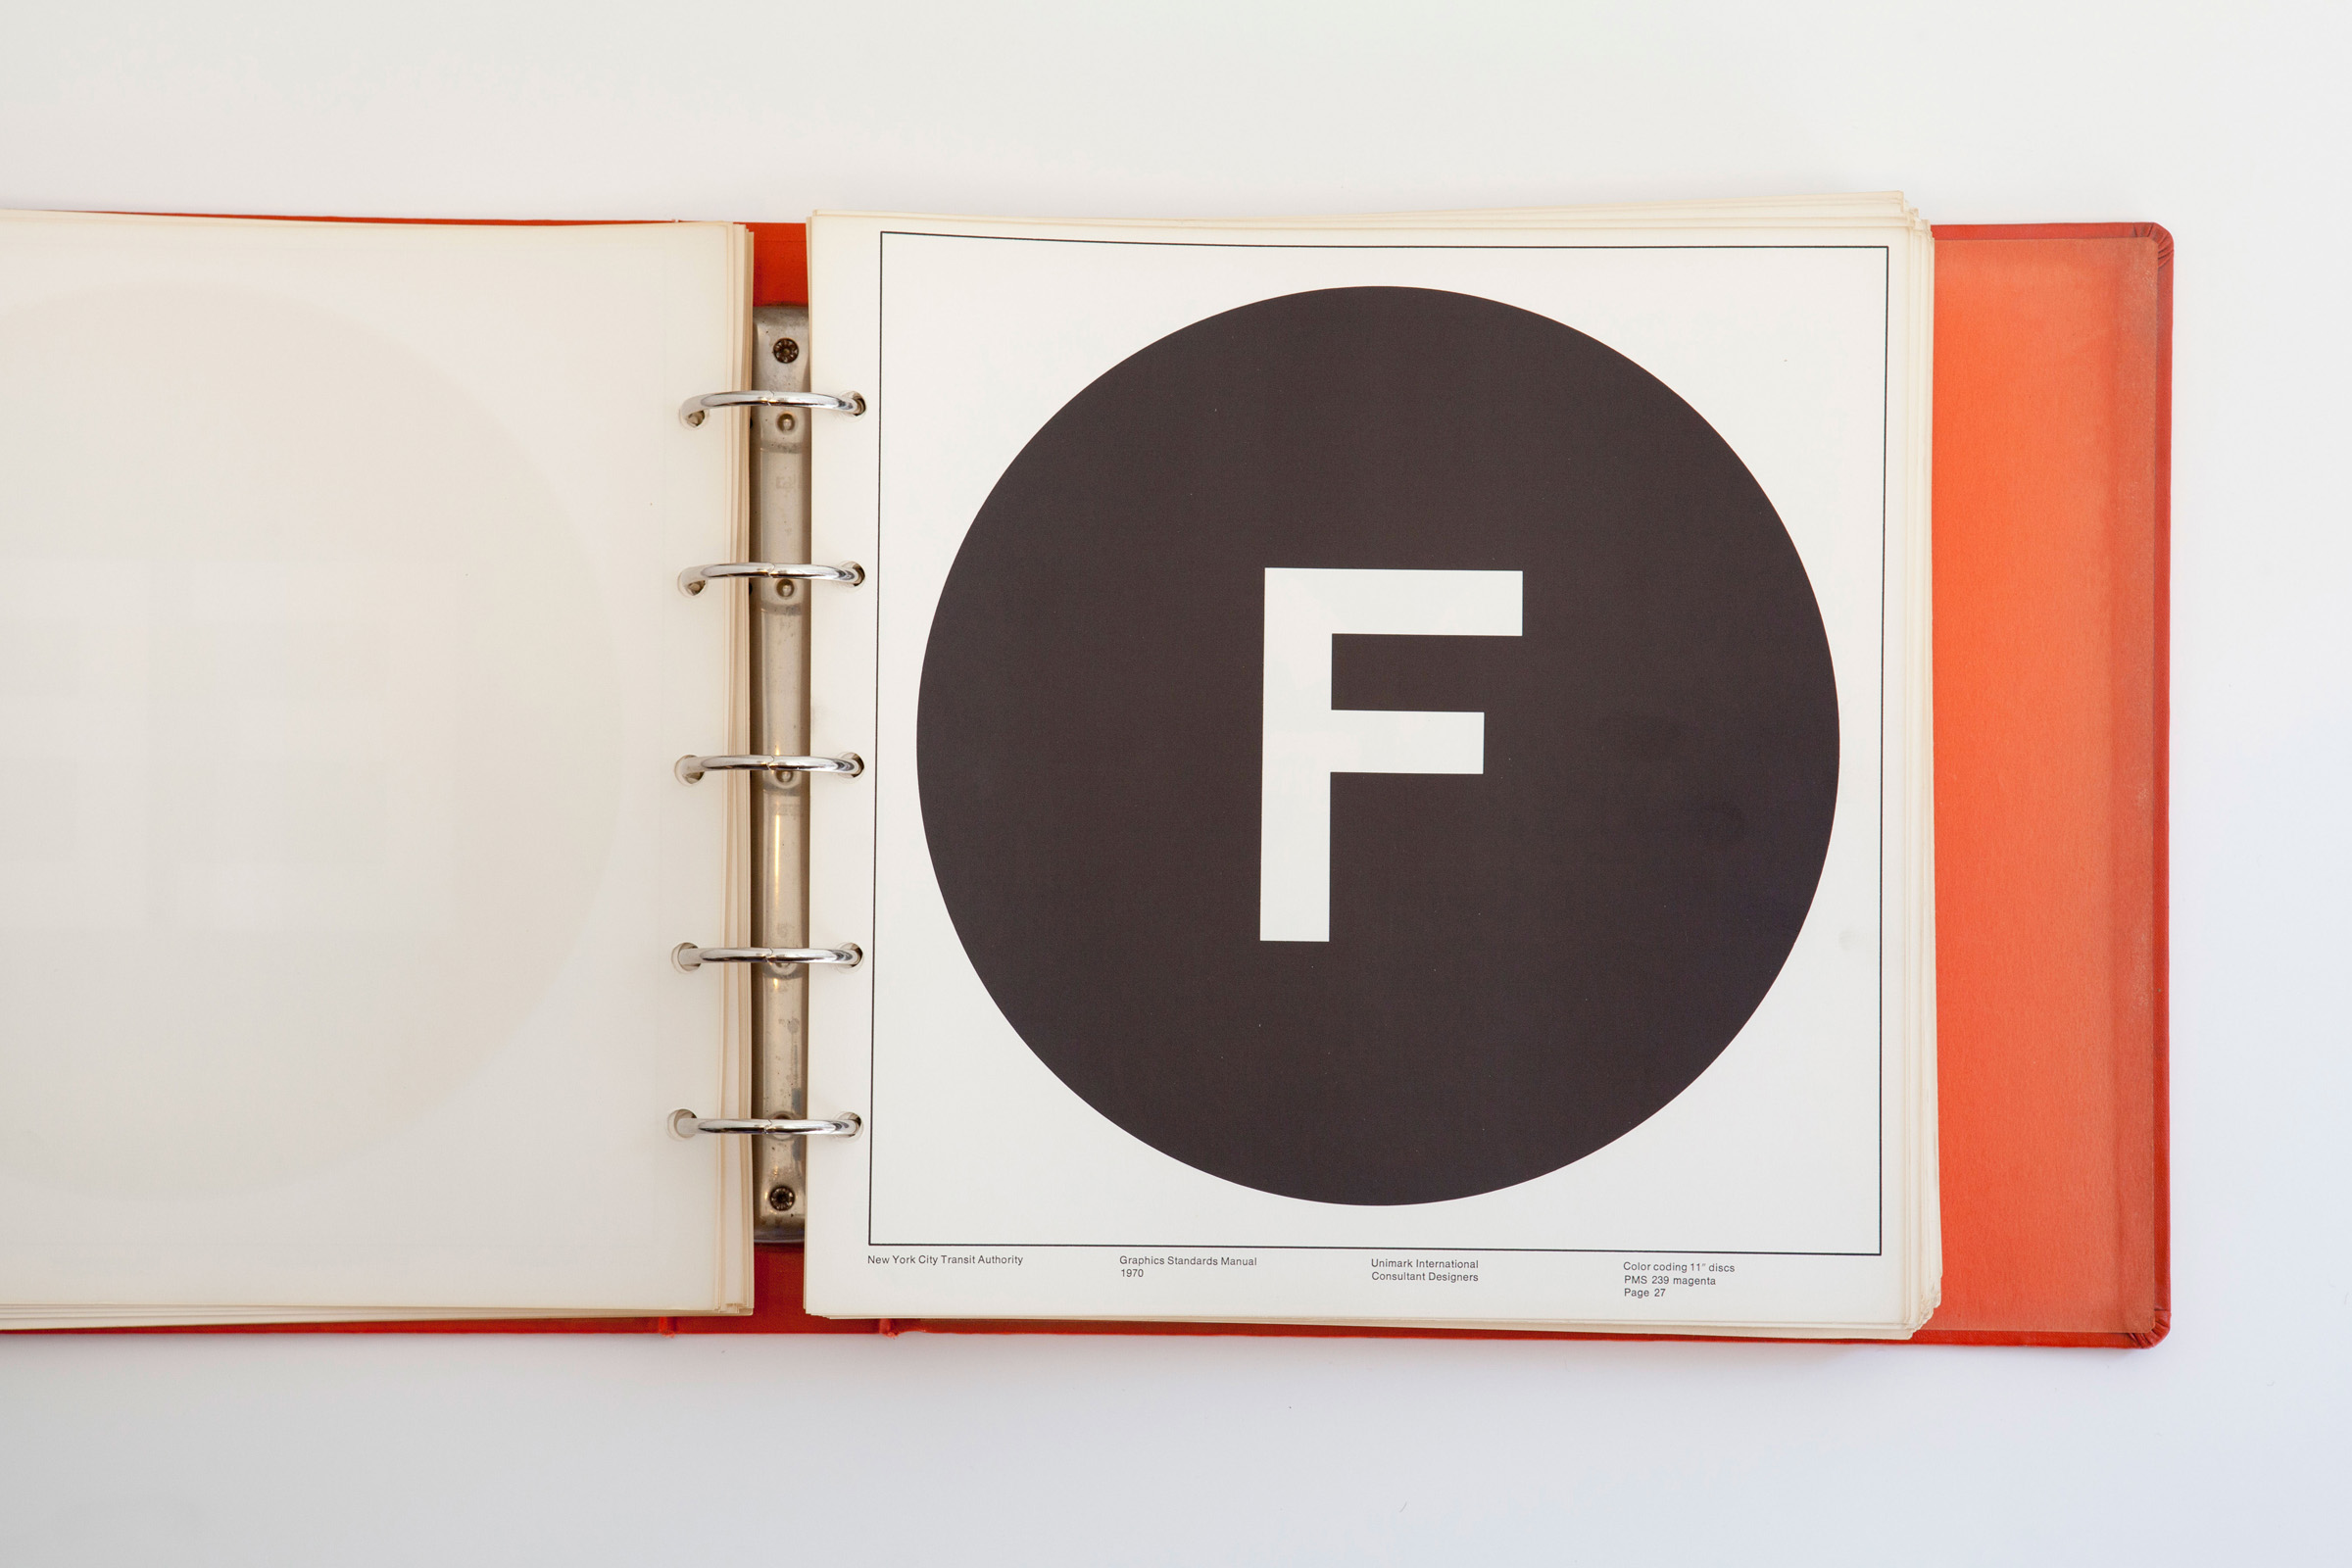 F
New York City Transit Authority
Graphics Standards Manual
1970
Unimark International
Consultant Designers
Color coding 11" discs
PMS 239 magenta
Page 27